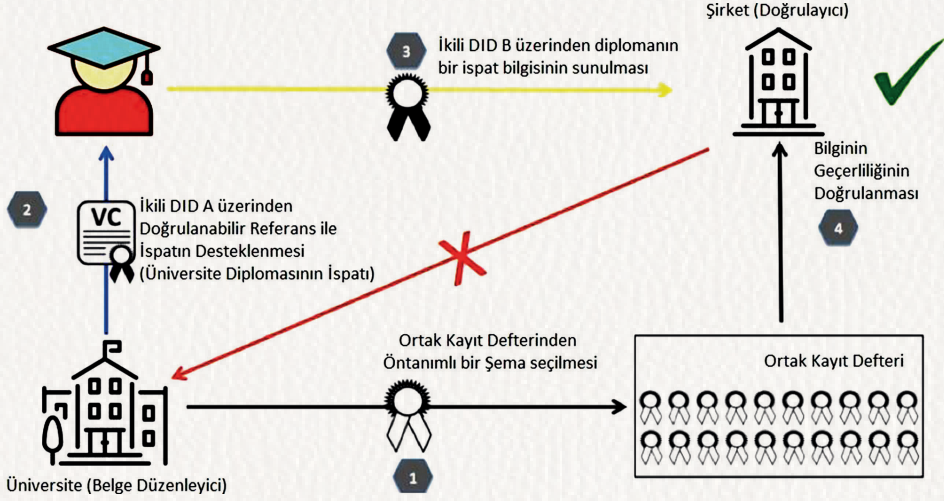 Şirket (Doğrulayıcı)
3
İkili DID B üzerinden diplomanın
bir ispat bilgisinin sunulması
Bilginin
Geçerliliğinin
Doğrulanması
4
2
VC
İkili DID A üzerinden
Doğrulanabilir Referans ile
İspatın Desteklenmesi
(Üniversite Diplomasının İspatı)
Ortak Kayıt Defterinden
Öntanımlı bir Şema seçilmesi
1
Ortak Kayıt Defteri
Üniversite (Belge Düzenleyici)